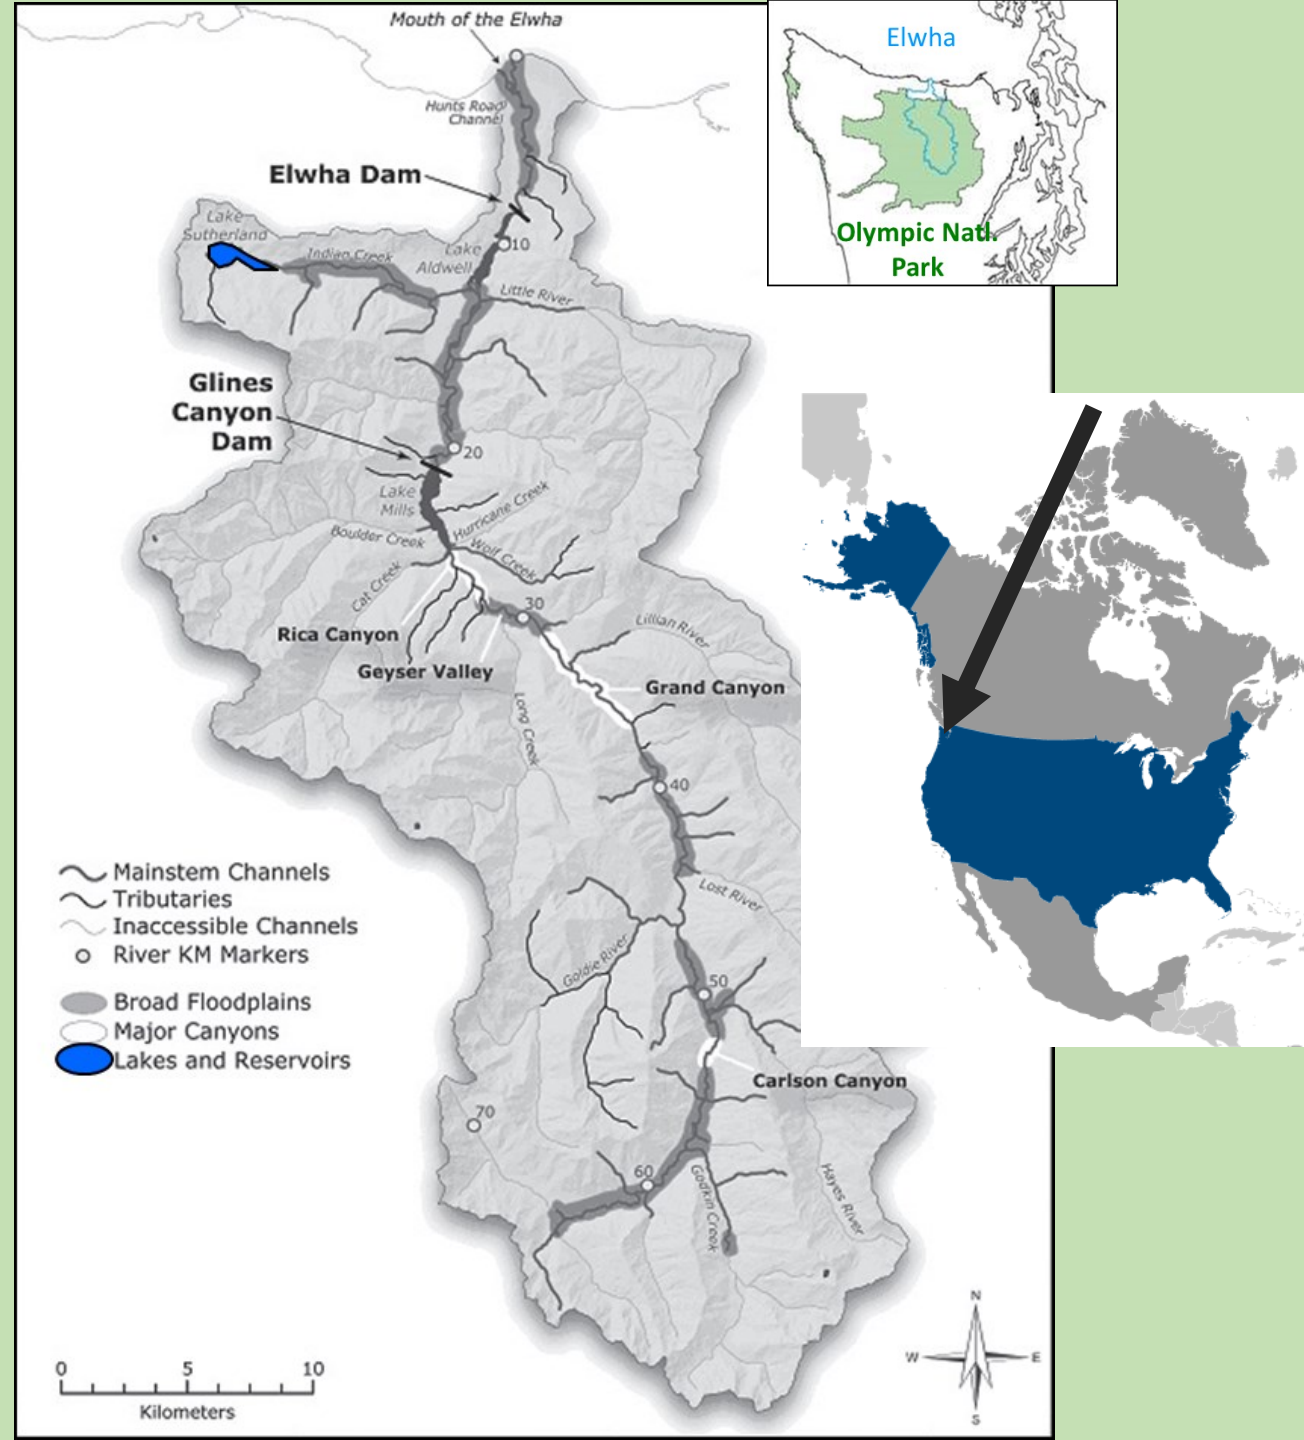 Mouth of the Elwha
Hunts Road
Channel
Elwha Dam
Lake
Sutherland
Indian Creek
Lake
Aldwell
10
Little River
Glines
Canyon
Dam
20
Lake
Mills
Hurricane Creek
Boulder Creek
Wolf Creek
Cat Creek
30
Rica Canyon
Lillian River
Geyser Valley
Grand Canyon
Long Creek
40
Lost River
Goldie River
50
Carlson Canyon
70
60
Godkin Creek
Hayes River
Mainstem Channels
Tributaries
Inaccessible Channels
River KM Markers
Broad Floodplains
Major Canyons
Lakes and Reservoirs
0 5 10
Kilometers
N
W E
S
Elwha
Olympic Natl.
Park